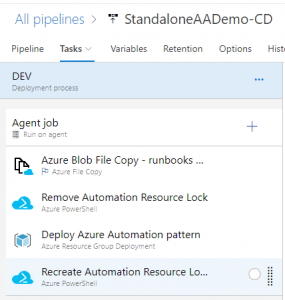 All pipelines > StandaloneAADemo-CD
Pipeline Tasks Variables Retention Options Hist
DEV
Deployment process
Agent job
Run on agent
Azure Blob File Copy - runbooks ...
Azure File Copy
Remove Automation Resource Lock
Azure PowerShell
Deploy Azure Automation pattern
Azure Resource Group Deployment
Recreate Automation Resource Lo...
Azure PowerShell